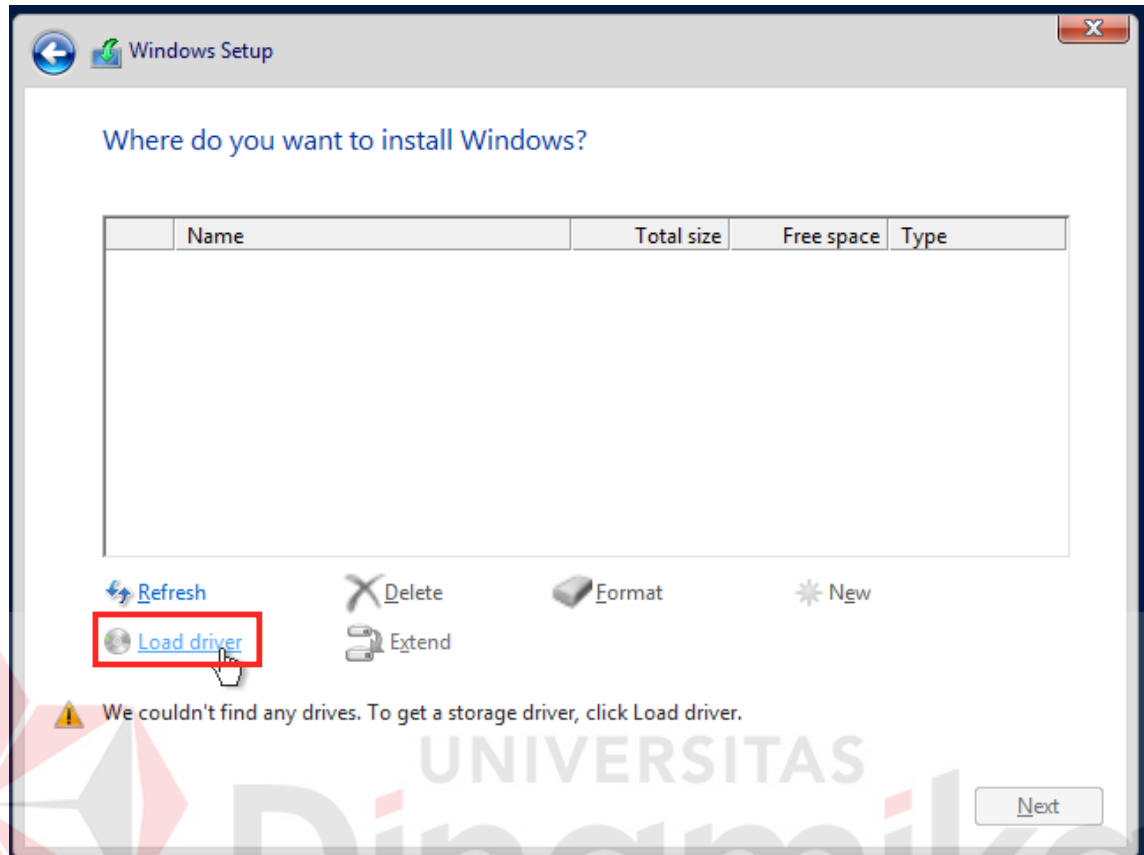 Windows Setup
Where do you want to install Windows?
Name Total size Free space Type
Refresh Delete Format New
Load driver Extend
We couldn't find any drives. To get a storage driver, click Load driver.
UNIVERSITAS
Next
Dinamika